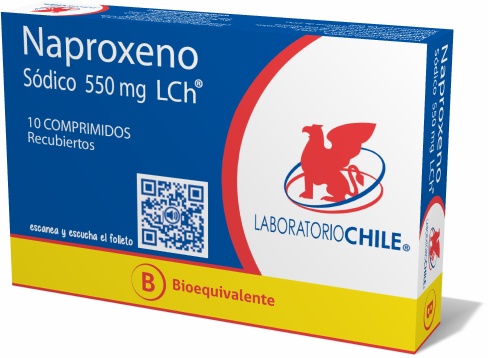 Naproxeno
Sódico 550 mg LCh®
10 COMPRIMIDOS
Recubiertos
escanea y escucha el folleto
LABORATORIOCHILE®
B Bioequivalente
Naproxeno
Sódico 550 mg LCh®